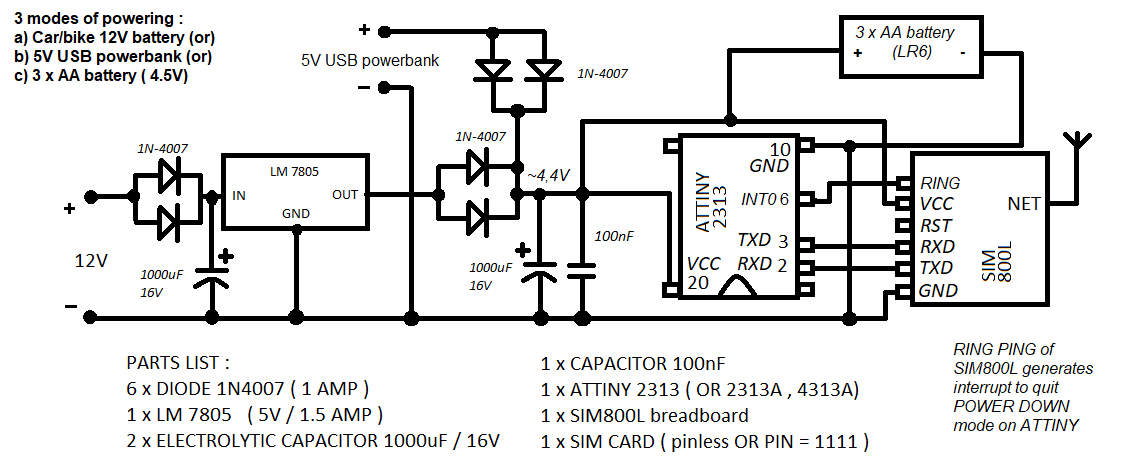 3 modes of powering :
a) Car/bike 12V battery (or)
b) 5V USB powerbank (or)
c) 3 x AA battery ( 4.5V)
+
5V USB powerbank
−
1N-4007
3 x AA battery
+ (LR6) -
1N-4007
1N-4007
LM 7805
IN
OUT
GND
+
12V
−
+
1000uF
16V
~4,4V
+
1000uF
16V
100nF
ATTINY
2313
10
GND
INT0 6
TXD 3
VCC RXD 2
20
RING
VCC
RST
RXD
TXD
GND
NET
SIM
800L
PARTS LIST :
6 x DIODE 1N4007 ( 1 AMP )
1 x LM 7805 ( 5V / 1.5 AMP )
2 x ELECTROLYTIC CAPACITOR 1000uF / 16V
1 x CAPACITOR 100nF
1 x ATTINY 2313 ( OR 2313A , 4313A)
1 x SIM800L breadboard
1 x SIM CARD ( pinless OR PIN = 1111 )
RING PING of
SIM800L generates
interrupt to quit
POWER DOWN
mode on ATTINY